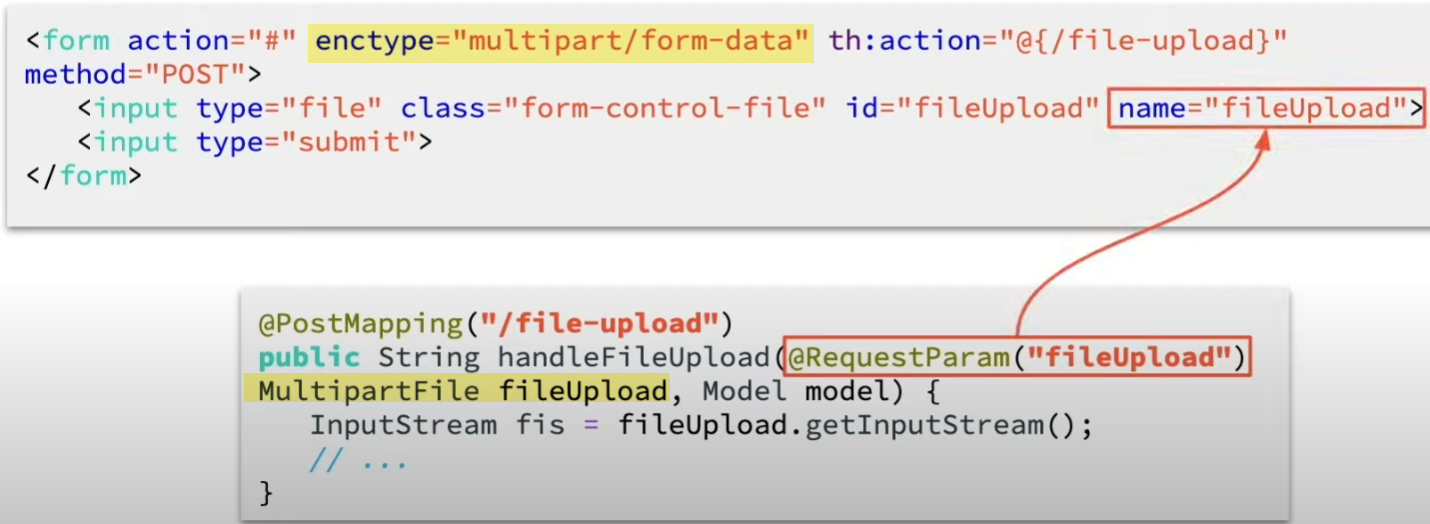 <form action="#" enctype="multipart/form-data" th:action="@{/file-upload}"
method="POST">
<input type="file" class="form-control-file" id="fileUpload" name="fileUpload">
<input type="submit">
</form>
@PostMapping("/file-upload")
public String handleFileUpload(@RequestParam("fileUpload")
MultipartFile fileUpload, Model model) {
InputStream fis = fileUpload.getInputStream();
// ...
}